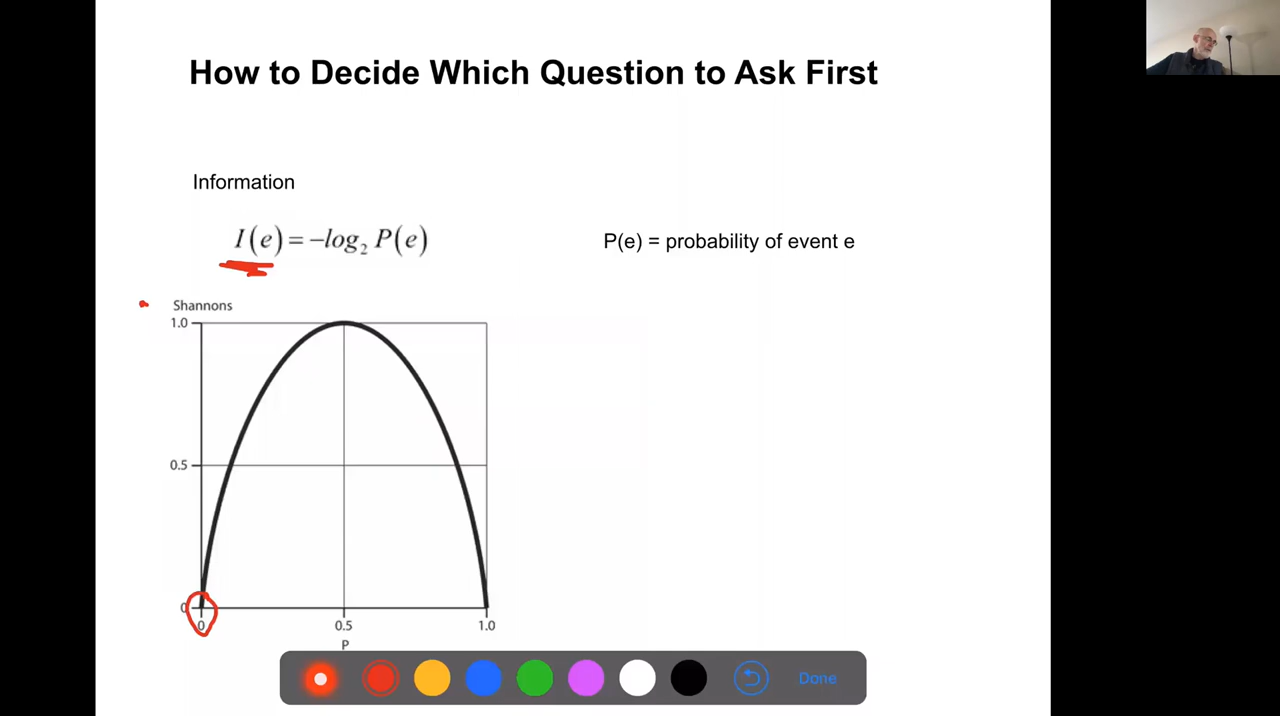 How to Decide Which Question to Ask First
Information
I(e) = –log₂ P(e)
P(e) = probability of event e
Shannons
1.0
0.5
0
0 0.5 1.0
P
Done